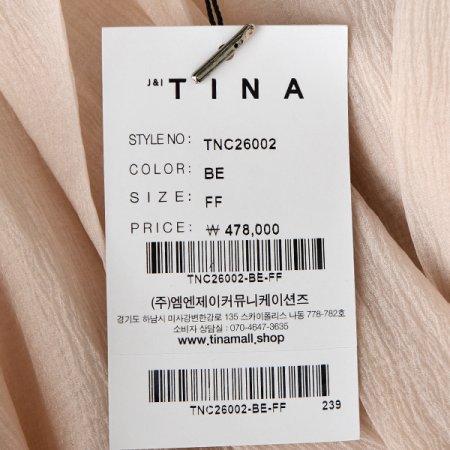 J&I TINA
STYLE NO: TNC26002
COLOR: BE
SIZE: FF
PRICE: ₩ 478,000
TNC26002-BE-FF
(주)엠엔제이커뮤니케이션즈
경기도 하남시 미사강변한강로 135 스카이폴리스 나동 778-782호
소비자 상담실 : 070-4647-3635
www.tinamall.shop
TNC26002-BE-FF 239